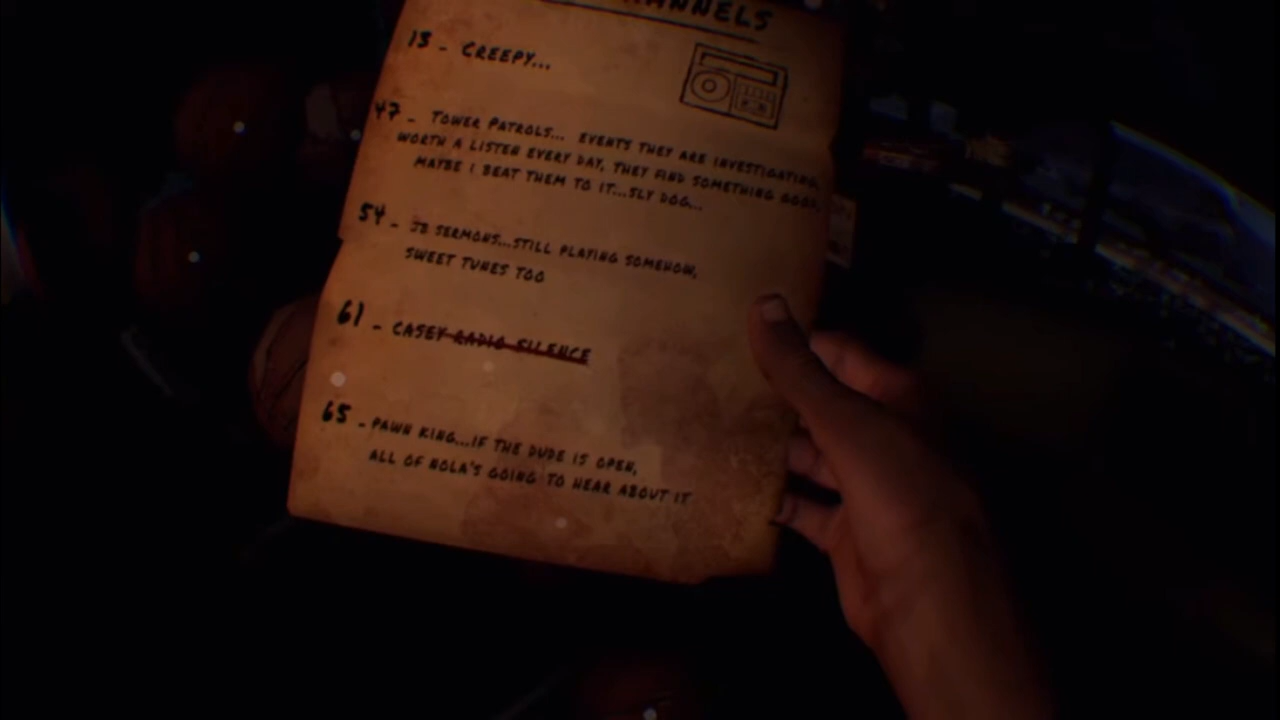 CHANNELS
13 - CREEPY...
47 - TOWER PATROLS... EVENTS THEY ARE INVESTIGATING,
WORTH A LISTEN EVERY DAY, THEY FIND SOMETHING GOOD,
MAYBE I BEAT THEM TO IT...SLY DOG...
54 - JB SERMONS...STILL PLAYING SOMEHOW,
SWEET TUNES TOO
61 - CASEY RADIO SILENCE
65 - PAWN KING...IF THE DUDE IS OPEN,
ALL OF NOLA'S GOING TO HEAR ABOUT IT